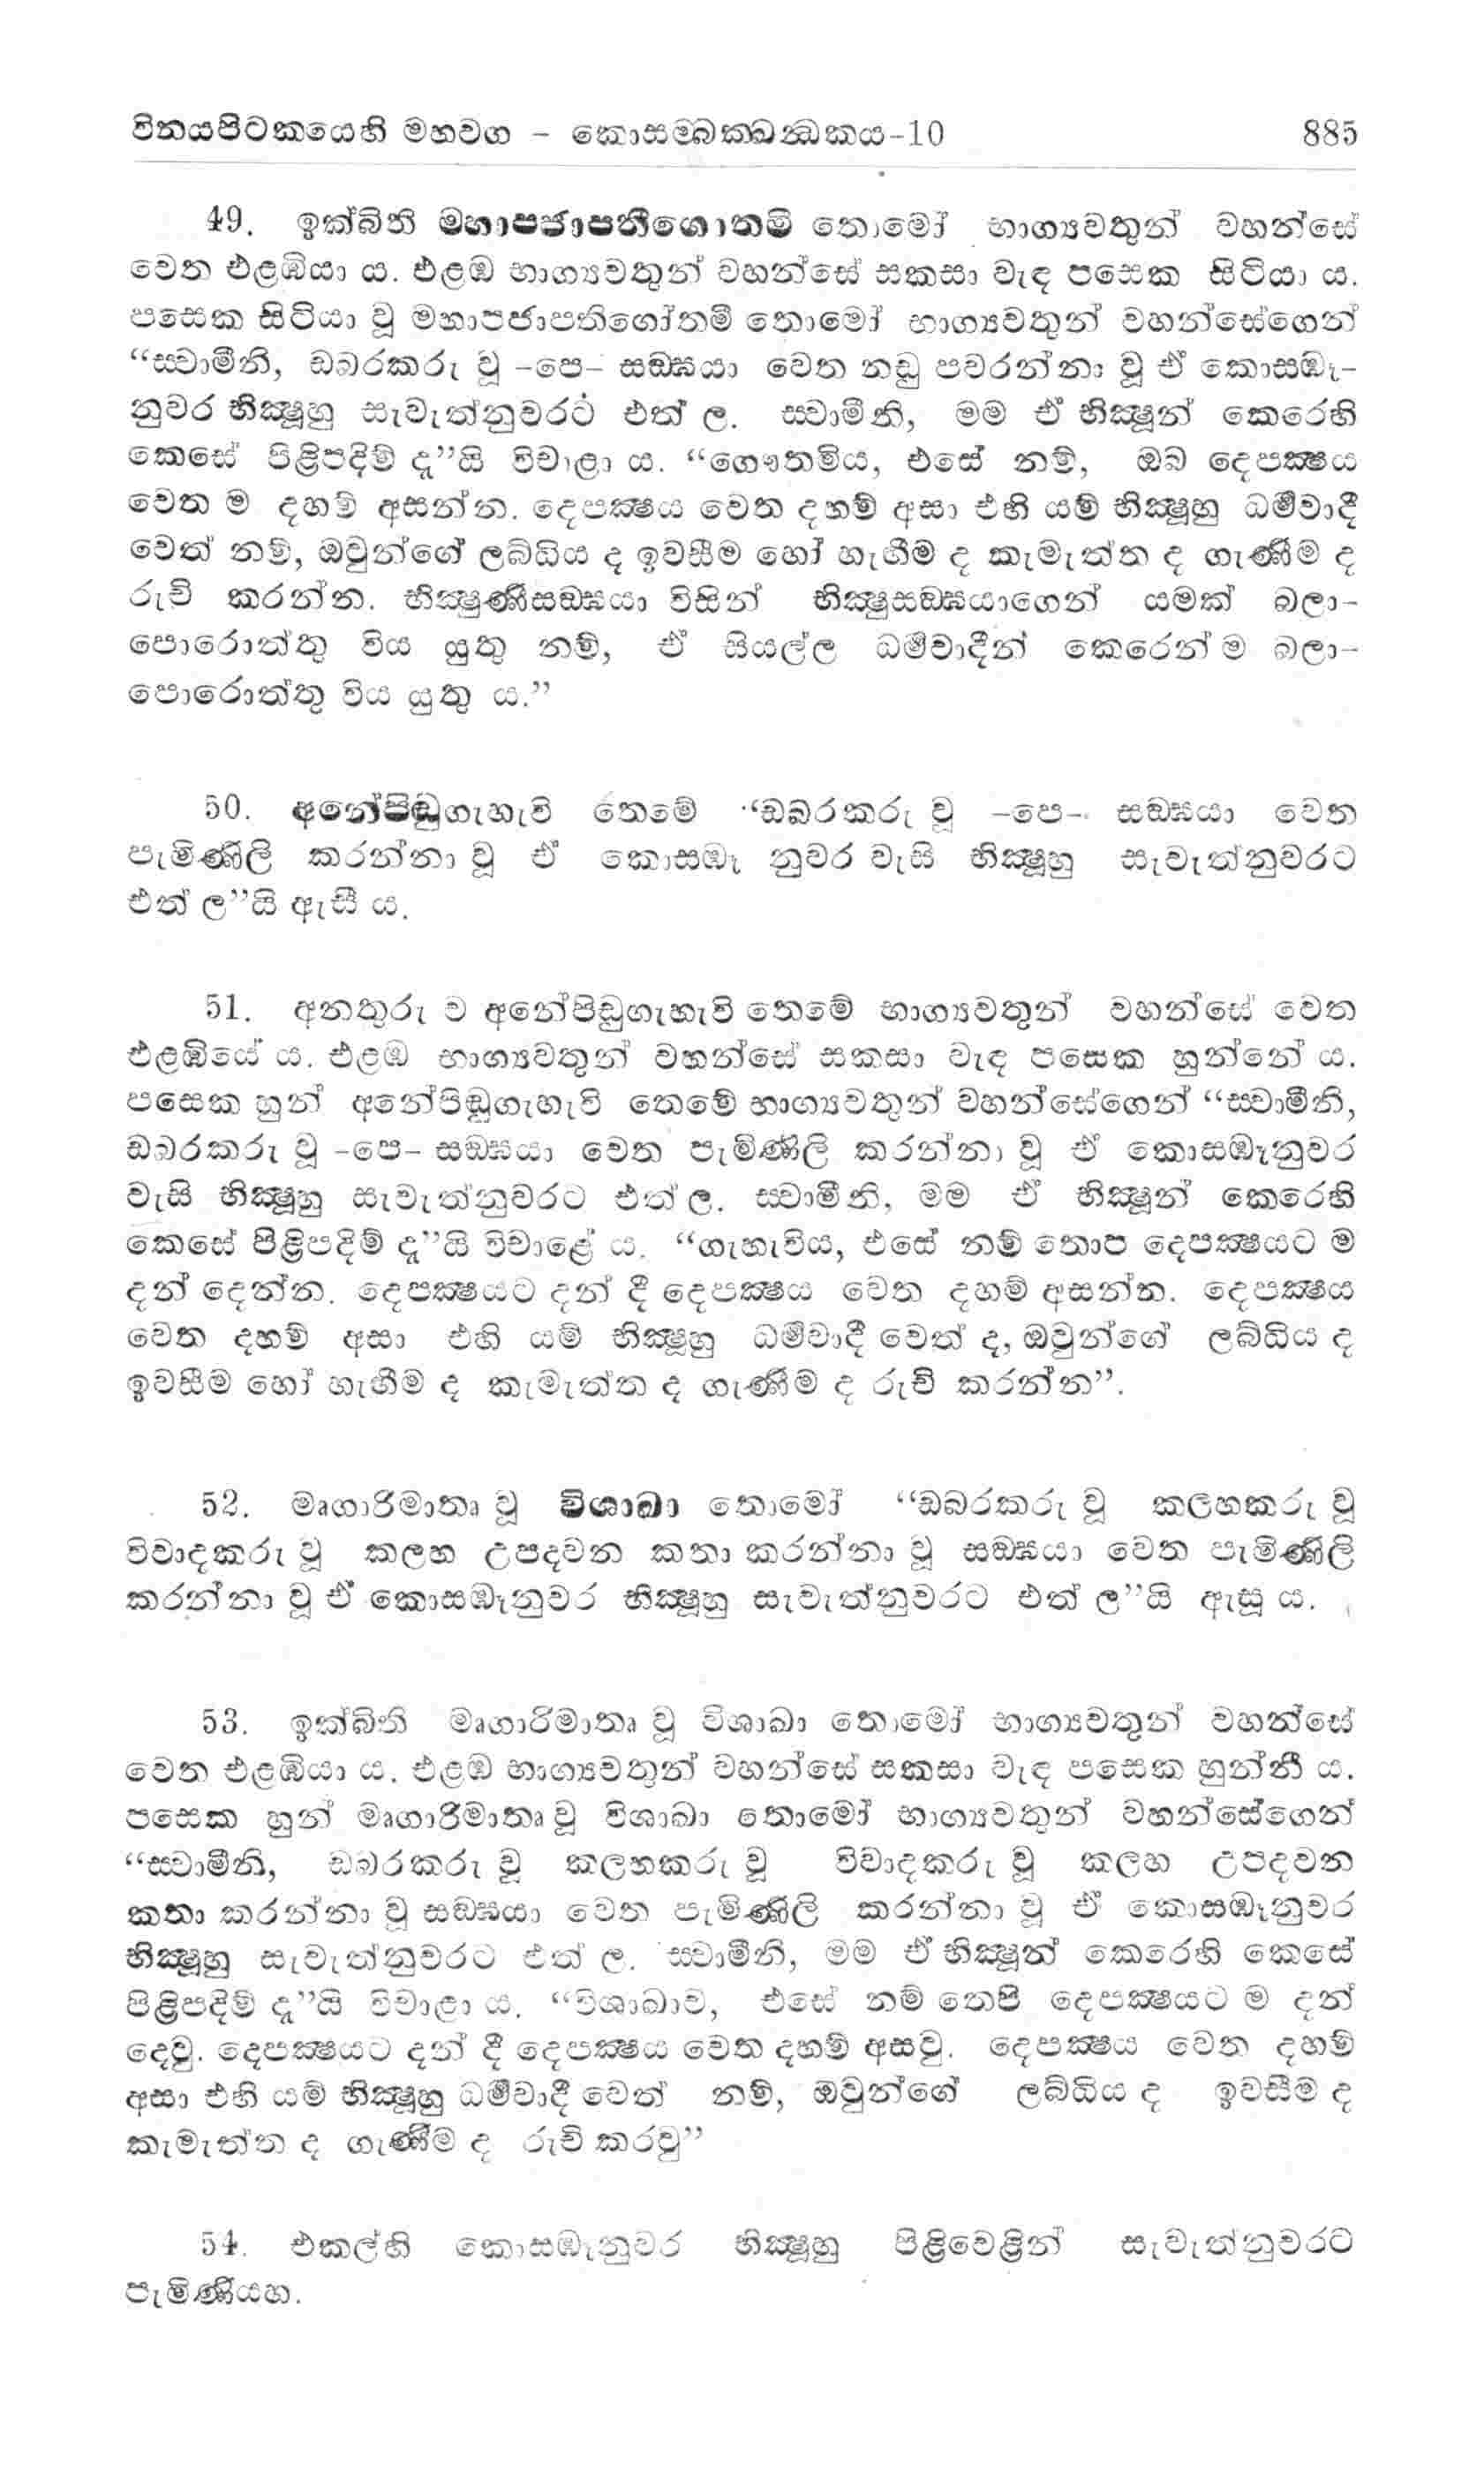 විනයපිටකයෙහි මහවග - කොසම්බක්ඛන්ධකය-10 885
49. ඉක්බිති මහාපජාපතීගොතමි තොමෝ භාග්‍යවතුන් වහන්සේ
වෙත එළඹියා ය. එළඹ භාග්‍යවතුන් වහන්සේ සකසා වැඳ පසෙක සිටියා ය.
පසෙක සිටියා වූ මහාපජාපතිගෝතමී තොමෝ භාග්‍යවතුන් වහන්සේගෙන්
“ස්වාමීනි, ඩබරකරු වූ -පෙ- සඞ්ඝයා වෙත නඩු පවරන්නා වූ ඒ කොසඹෑ-
නුවර භික්‍ෂූහු සැවැත්නුවරට එත් ල. ස්වාමීනි, මම ඒ භික්‍ෂූන් කෙරෙහි
කෙසේ පිළිපදිම් දූ”යි විචාළා ය. “ගෞතමිය, එසේ නම්, ඔබ දෙපක්‍ෂය
වෙත ම දහම් අසන්න. දෙපක්‍ෂය වෙත දහම් අසා එහි යම් භික්‍ෂූහු ධර්‍මවාදී
වෙත් නම්, ඔවුන්ගේ ලබ්ධිය ද ඉවසීම හෝ හැඟීම ද කැමැත්ත ද ගැණීම ද
රුචි කරන්න. භික්‍ෂුණීසඞ්ඝයා විසින් භික්‍ෂුසඞ්ඝයාගෙන් යමක් බලා-
පොරොත්තු විය යුතු නම්, ඒ සියල්ල ධර්‍මවාදීන් කෙරෙන් ම බලා-
පොරොත්තු විය යුතු ය.”
50. අනේපිඬුගැහැවි තෙමේ “ඩබරකරු වූ -පෙ- සඞ්ඝයා වෙත
පැමිණිලි කරන්නා වූ ඒ කොසඹෑ නුවර වැසි භික්‍ෂූහු සැවැත්නුවරට
එත් ල”යි ඇසී ය.
51. අනතුරු ව අනේපිඬුගැහැවි තෙමේ භාග්‍යවතුන් වහන්සේ වෙත
එළඹියේ ය. එළඹ භාග්‍යවතුන් වහන්සේ සකසා වැඳ පසෙක හුන්නේ ය.
පසෙක හුන් අනේපිඬුගැහැවි තෙමේ භාග්‍යවතුන් වහන්සේගෙන් “ස්වාමීනි,
ඩබරකරු වූ -පෙ- සඞ්ඝයා වෙත පැමිණිලි කරන්නා වූ ඒ කොසඹෑනුවර
වැසි භික්‍ෂූහු සැවැත්නුවරට එත් ල. ස්වාමීනි, මම ඒ භික්‍ෂූන් කෙරෙහි
කෙසේ පිළිපදිම් දූ”යි විචාළේ ය. “ගැහැවිය, එසේ නම් තොප දෙපක්‍ෂයට ම
දන් දෙන්න. දෙපක්‍ෂයට දන් දී දෙපක්‍ෂය වෙත දහම් අසන්න. දෙපක්‍ෂය
වෙත දහම් අසා එහි යම් භික්‍ෂූහු ධර්‍මවාදී වෙත් ද, ඔවුන්ගේ ලබ්ධිය ද
ඉවසීම හෝ හැඟීම ද කැමැත්ත ද ගැණීම ද රුචි කරන්න”.
52. මෘගාරිමාතෘ වූ විශාඛා තොමෝ “ඩබරකරු වූ කලහකරු වූ
විවාදකරු වූ කලහ උපදවන කතා කරන්නා වූ සඞ්ඝයා වෙත පැමිණිලි
කරන්නා වූ ඒ කොසඹෑනුවර භික්‍ෂූහු සැවැත්නුවරට එත් ල”යි ඇසූ ය.
53. ඉක්බිති මෘගාරිමාතෘ වූ විශාඛා තොමෝ භාග්‍යවතුන් වහන්සේ
වෙත එළඹියා ය. එළඹ භාග්‍යවතුන් වහන්සේ සකසා වැඳ පසෙක හුන්නී ය.
පසෙක හුන් මෘගාරිමාතෘ වූ විශාඛා තොමෝ භාග්‍යවතුන් වහන්සේගෙන්
“ස්වාමීනි, ඩබරකරු වූ කලහකරු වූ විවාදකරු වූ කලහ උපදවන
කතා කරන්නා වූ සඞ්ඝයා වෙත පැමිණිලි කරන්නා වූ ඒ කොසඹෑනුවර
භික්‍ෂූහු සැවැත්නුවරට එත් ල. ස්වාමීනි, මම ඒ භික්‍ෂූන් කෙරෙහි කෙසේ
පිළිපදිම් දූ”යි විචාළා ය. “විශාඛාව, එසේ නම් තෙපි දෙපක්‍ෂයට ම දන්
දෙවු. දෙපක්‍ෂයට දන් දී දෙපක්‍ෂය වෙත දහම් අසවු. දෙපක්‍ෂය වෙත දහම්
අසා එහි යම් භික්‍ෂූහු ධර්‍මවාදී වෙත් නම්, ඔවුන්ගේ ලබ්ධිය ද ඉවසීම ද
කැමැත්ත ද ගැණීම ද රුචි කරවු”
54. එකල්හි කොසඹෑනුවර භික්‍ෂූහු පිළිවෙළින් සැවැත්නුවරට
පැමිණියහ.